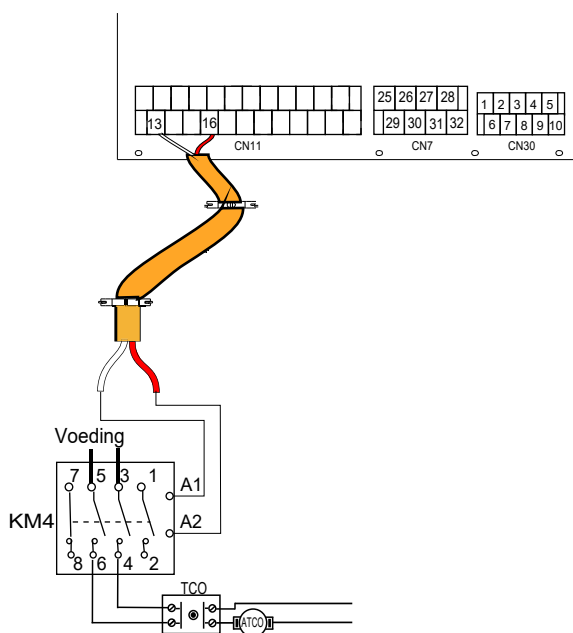 25 26 27 28
1 2 3 4 5
13 16
29 30 31 32
6 7 8 9 10
CN11 CN7 CN30
Voeding
7 5 3 1
A1
KM4
A2
8 6 4 2
TCO
ATCO